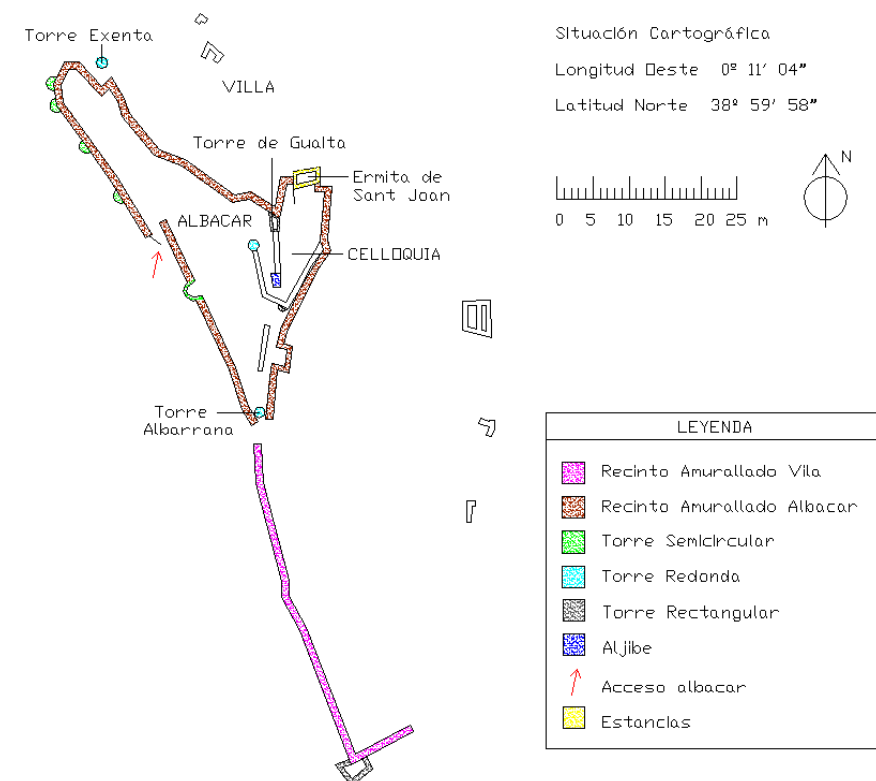 Torre Exenta
VILLA
Torre de Gualta
Ermita de
Sant Joan
ALBACAR
CELLOQUIA
Torre
Albarrana
Situación Cartográfica
Longitud Oeste 0º 11' 04"
Latitud Norte 38º 59' 58"
N
0 5 10 15 20 25 m
LEYENDA
Recinto Amurallado Vila
Recinto Amurallado Albacar
Torre Semicircular
Torre Redonda
Torre Rectangular
Aljibe
Acceso albacar
Estancias